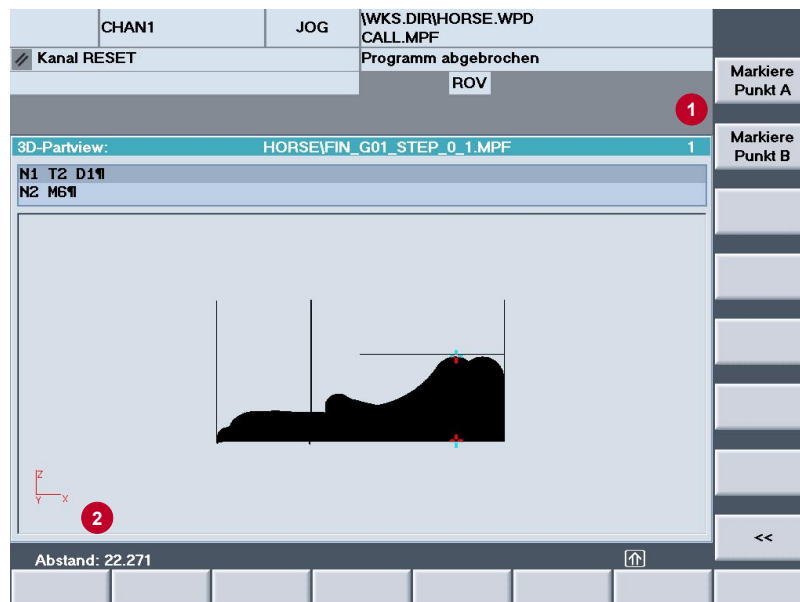 CHAN1
JOG
\WKS.DIR\HORSE.WPD
CALL.MPF
Kanal RESET
Programm abgebrochen
ROV
1
Markiere
Punkt A
Markiere
Punkt B
3D-Partview:
HORSE\FIN_G01_STEP_0_1.MPF
1
N1 T2 D1¶
N2 M6¶
Z
Y X
2
<<
Abstand: 22.271